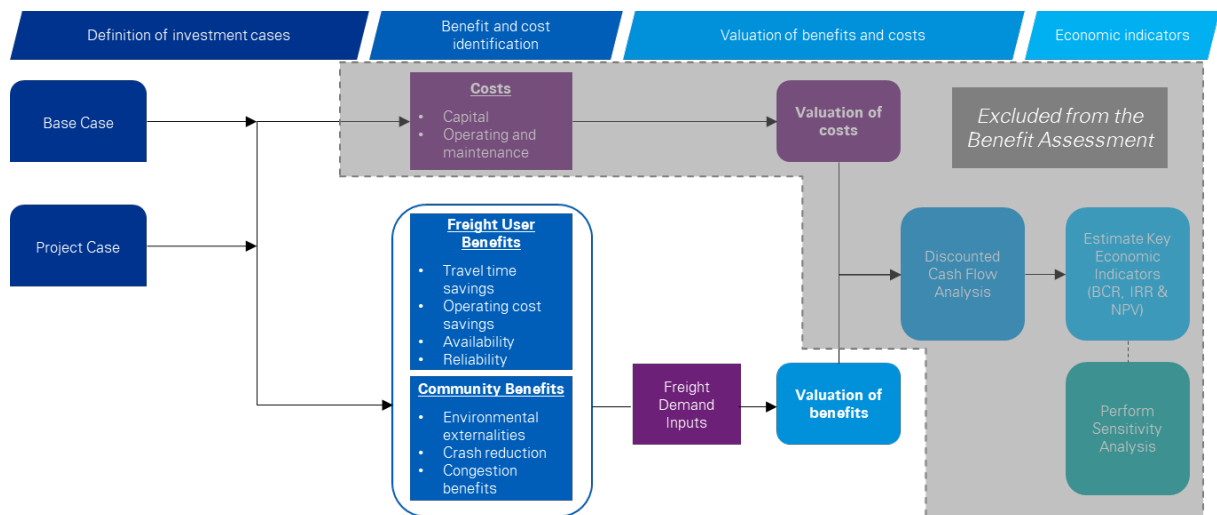 Definition of investment cases
Benefit and cost
identification
Valuation of benefits and costs
Economic indicators
Base Case
Costs
• Capital
• Operating and
maintenance
Valuation of
costs
Excluded from the
Benefit Assessment
Project Case
Freight User
Benefits
• Travel time
savings
• Operating cost
savings
• Availability
• Reliability
Community Benefits
• Environmental
externalities
• Crash reduction
• Congestion
benefits
Freight
Demand
Inputs
Valuation of
benefits
Discounted
Cash Flow
Analysis
Estimate Key
Economic
Indicators
(BCR, IRR &
NPV)
Perform
Sensitivity
Analysis